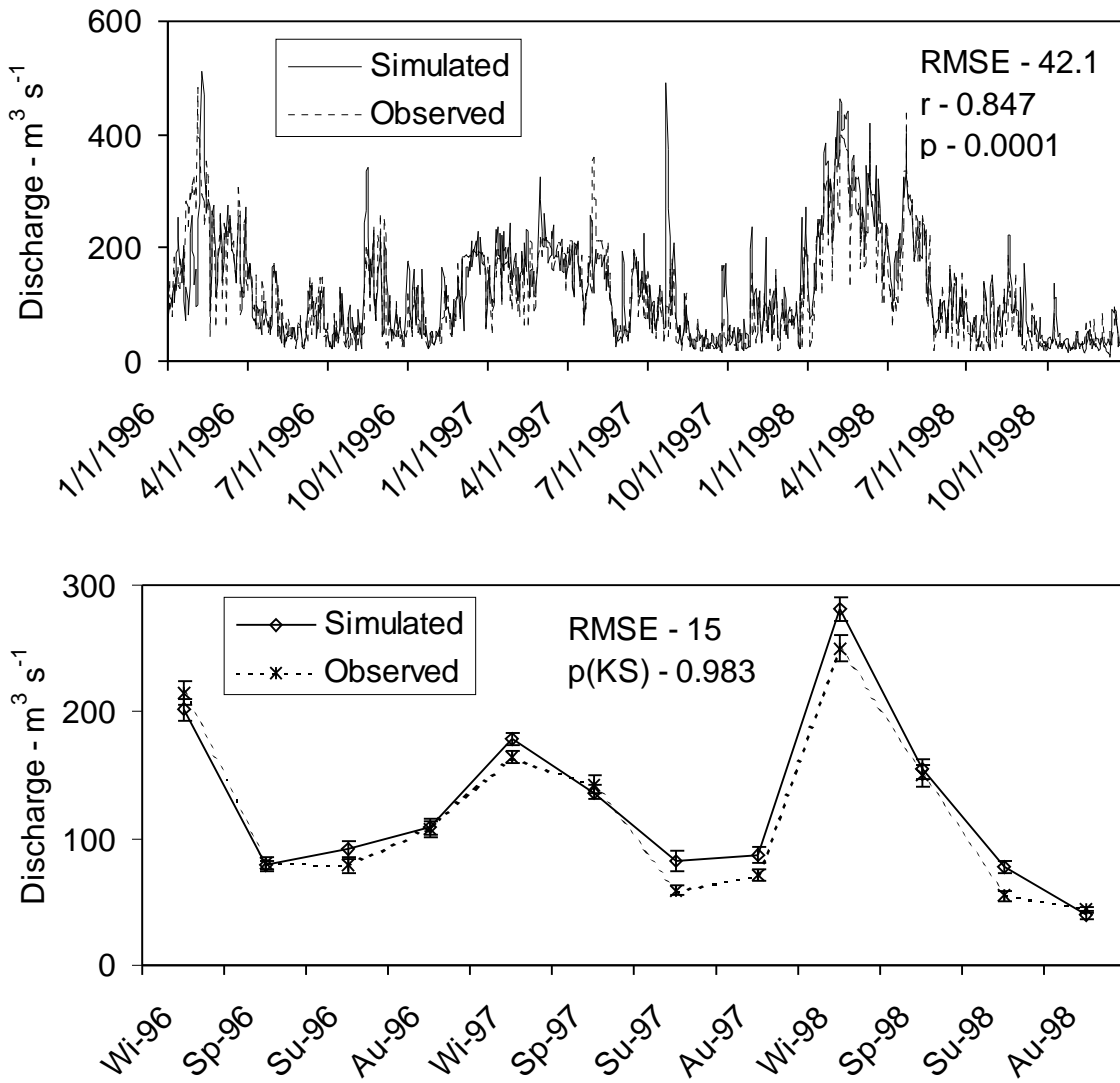 600
400
200
0
Discharge - m³ s⁻¹
Simulated
Observed
RMSE - 42.1
r - 0.847
p - 0.0001
1/1/1996
4/1/1996
7/1/1996
10/1/1996
1/1/1997
4/1/1997
7/1/1997
10/1/1997
1/1/1998
4/1/1998
7/1/1998
10/1/1998
300
200
100
0
Discharge - m³ s⁻¹
Simulated
Observed
RMSE - 15
p(KS) - 0.983
Wi-96
Sp-96
Su-96
Au-96
Wi-97
Sp-97
Su-97
Au-97
Wi-98
Sp-98
Su-98
Au-98